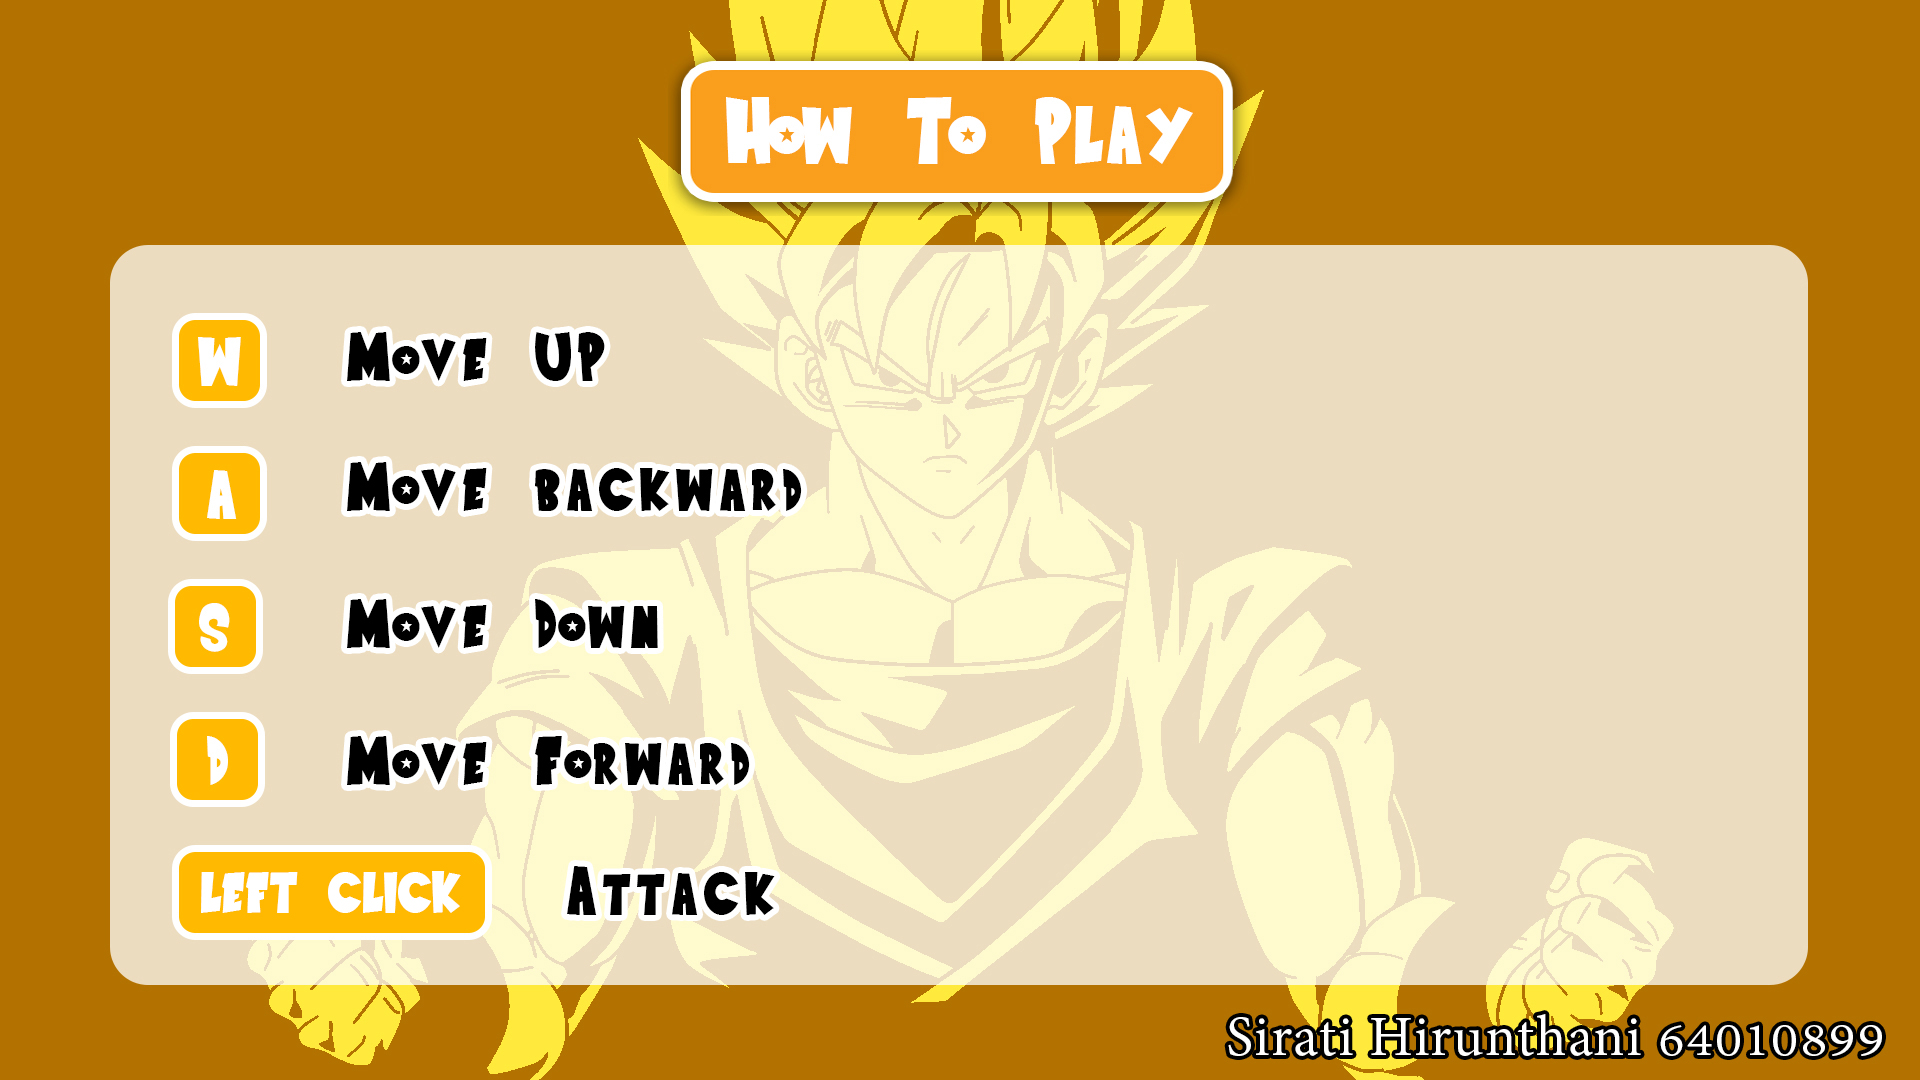 How To Play
W Move UP
A Move backward
S Move Down
D Move Forward
LEFT CLICK Attack
Sirati Hirunthani 64010899